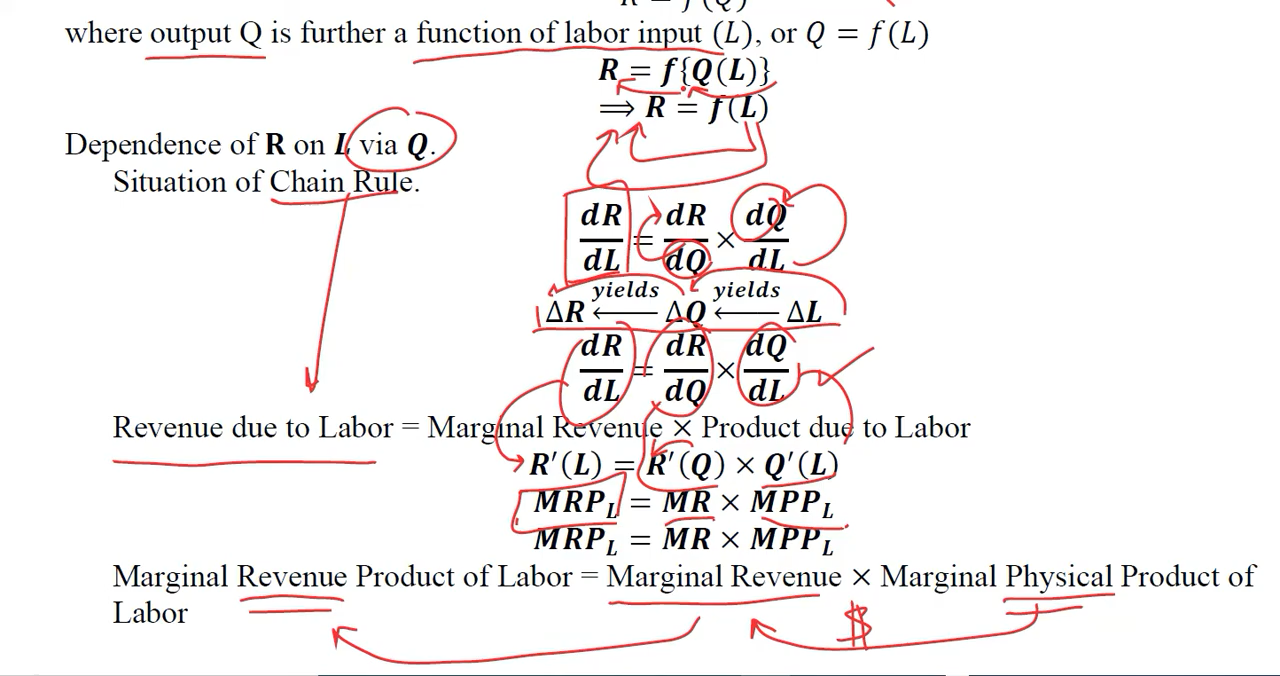 R = f(Q)
where output Q is further a function of labor input (L), or Q = f(L)
R = f{Q(L)}
⟹ R = f(L)
Dependence of R on L via Q.
Situation of Chain Rule.
dR/dL = dR/dQ × dQ/dL
ΔR ⟵yields ΔQ ⟵yields ΔL
dR/dL = dR/dQ × dQ/dL
Revenue due to Labor = Marginal Revenue × Product due to Labor
R′(L) = R′(Q) × Q′(L)
MRP_L = MR × MPP_L
MRP_L = MR × MPP_L
Marginal Revenue Product of Labor = Marginal Revenue × Marginal Physical Product of
Labor
$